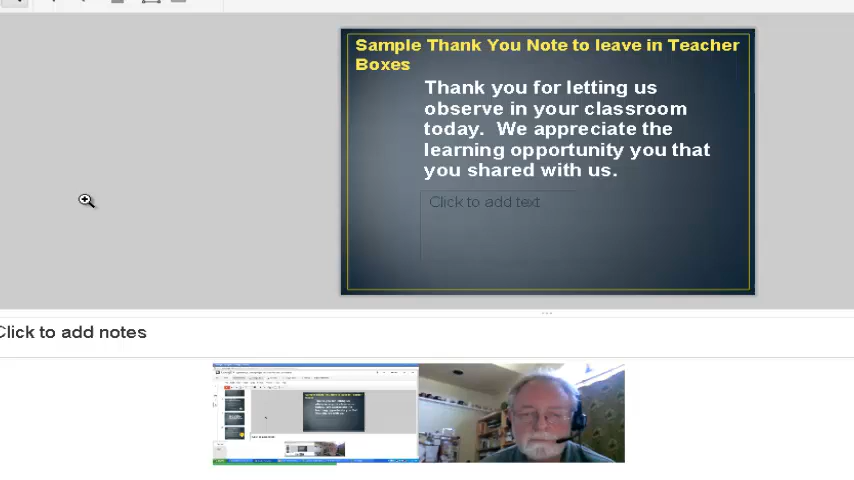 Sample Thank You Note to leave in Teacher
Boxes
Thank you for letting us
observe in your classroom
today. We appreciate the
learning opportunity you that
you shared with us.
Click to add text
Click to add notes